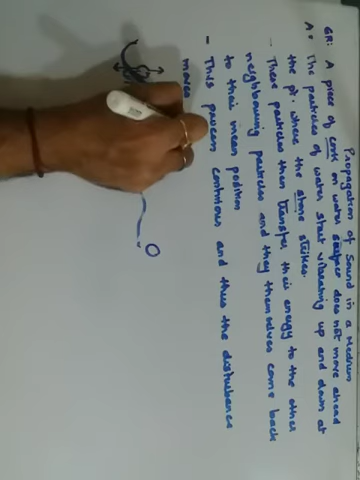 Propagation of Sound in a Medium
GR: A piece of cork on water surface does not move ahead
A: The particles of water start vibrating up and down at
the pt. where the stone strikes.
- These particles then transfer their energy to the other
neighbouring particles and they themselves come back
to their mean position
- This process continues and thus the disturbance
moves